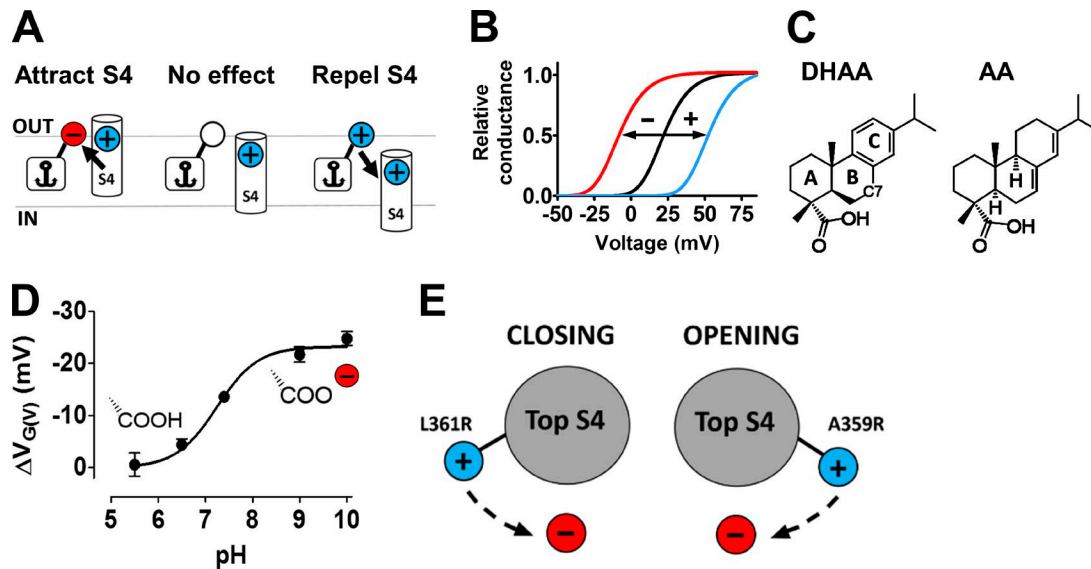 A
Attract S4
No effect
Repel S4
OUT
IN
−
+
S4
+
S4
+
+
S4
B
Relative
conductance
1.0
0.5
0.0
−
+
-50
-25
0
25
50
75
Voltage (mV)
C
DHAA
AA
A
B
C
C7
OH
O
H
H
OH
O
D
ΔVG(V) (mV)
-30
-20
-10
0
COOH
COO
−
5
6
7
8
9
10
pH
E
CLOSING
OPENING
L361R
Top S4
Top S4
A359R
+
−
−
+